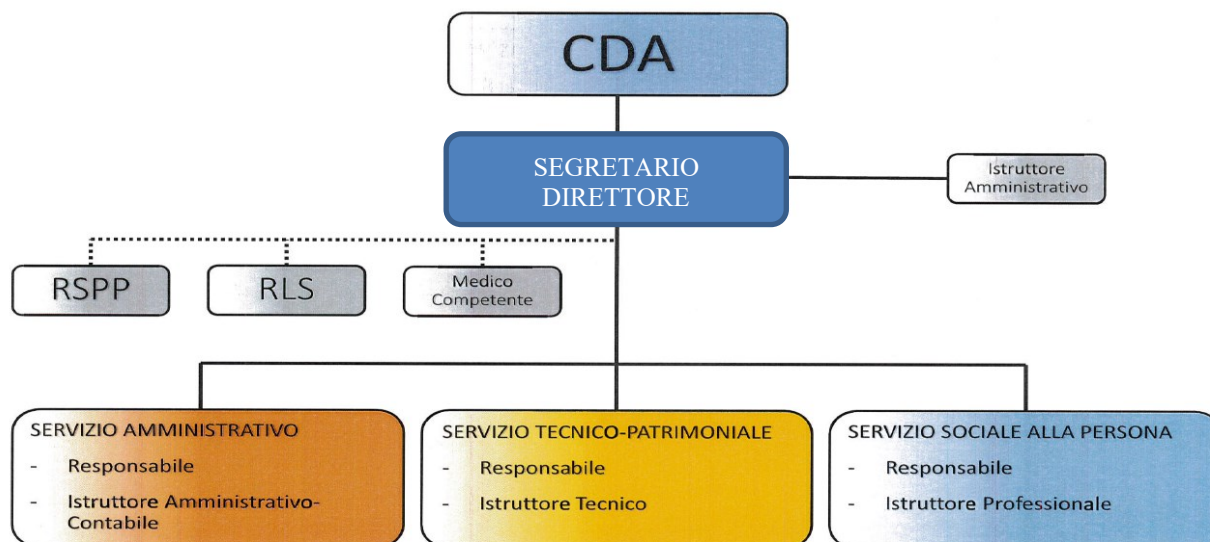 CDA
SEGRETARIO
DIRETTORE
Istruttore
Amministrativo
RSPP
RLS
Medico
Competente
SERVIZIO AMMINISTRATIVO
- Responsabile
- Istruttore Amministrativo-
Contabile
SERVIZIO TECNICO-PATRIMONIALE
- Responsabile
- Istruttore Tecnico
SERVIZIO SOCIALE ALLA PERSONA
- Responsabile
- Istruttore Professionale